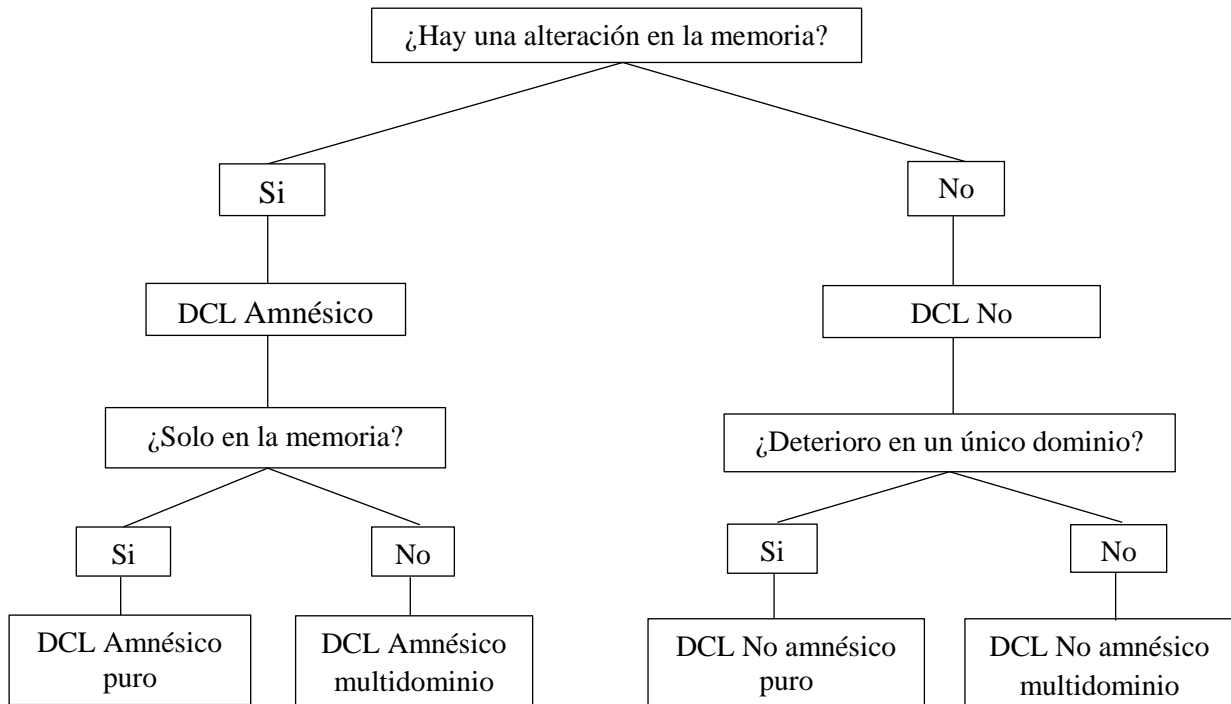 ¿Hay una alteración en la memoria?
Si
No
DCL Amnésico
DCL No
¿Solo en la memoria?
¿Deterioro en un único dominio?
Si
No
Si
No
DCL Amnésico
puro
DCL Amnésico
multidominio
DCL No amnésico
puro
DCL No amnésico
multidominio